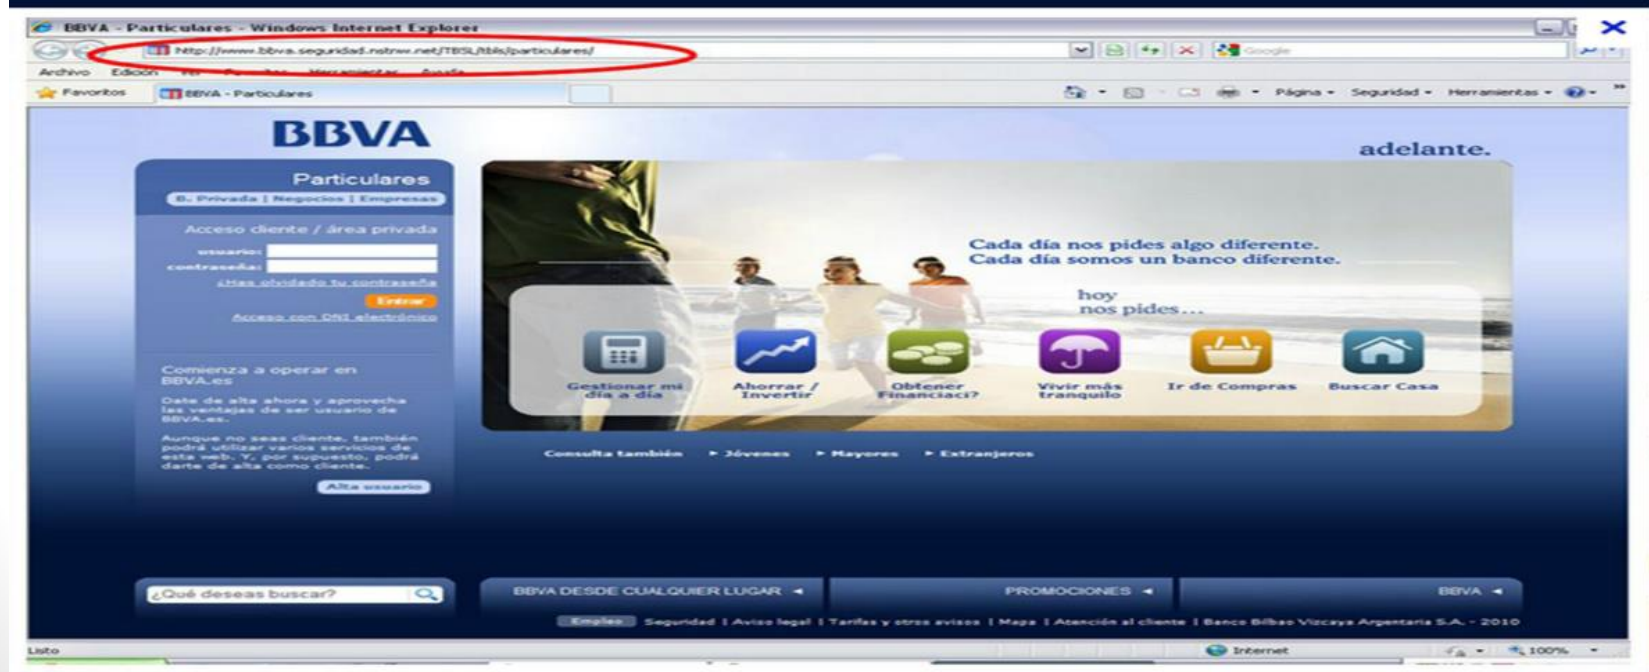 BBVA - Particulares - Windows Internet Explorer
http://www.bbva.seguridad.nstrwv.net/TBSL/tbls/particulares/
Google
Archivo Edición Ver Favoritos Herramientas Ayuda
Favoritos
BBVA - Particulares
Página
Seguridad
Herramientas
BBVA
adelante.
Particulares
B. Privada | Negocios | Empresas
Acceso cliente / área privada
usuario:
contraseña:
¿Has olvidado tu contraseña
Entrar
Acceso con DNI electrónico
Comienza a operar en
BBVA.es
Date de alta ahora y aprovecha
las ventajas de ser usuario de
BBVA.es.
Aunque no seas cliente, también
podrá utilizar varios servicios de
esta web. Y, por supuesto, podrá
darte de alta como cliente.
Alta usuario
Cada día nos pides algo diferente.
Cada día somos un banco diferente.
hoy
nos pides...
Gestionar mi
día a día
Ahorrar /
Invertir
Obtener
Financiaci?
Vivir más
tranquilo
Ir de Compras
Buscar Casa
Consulta también
Jóvenes
Mayores
Extranjeros
¿Qué deseas buscar?
BBVA DESDE CUALQUIER LUGAR
PROMOCIONES
BBVA
Empleo Seguridad | Aviso legal | Tarifas y otros avisos | Mapa | Atención al cliente | Banco Bilbao Vizcaya Argentaria S.A. - 2010
Listo
Internet
100%